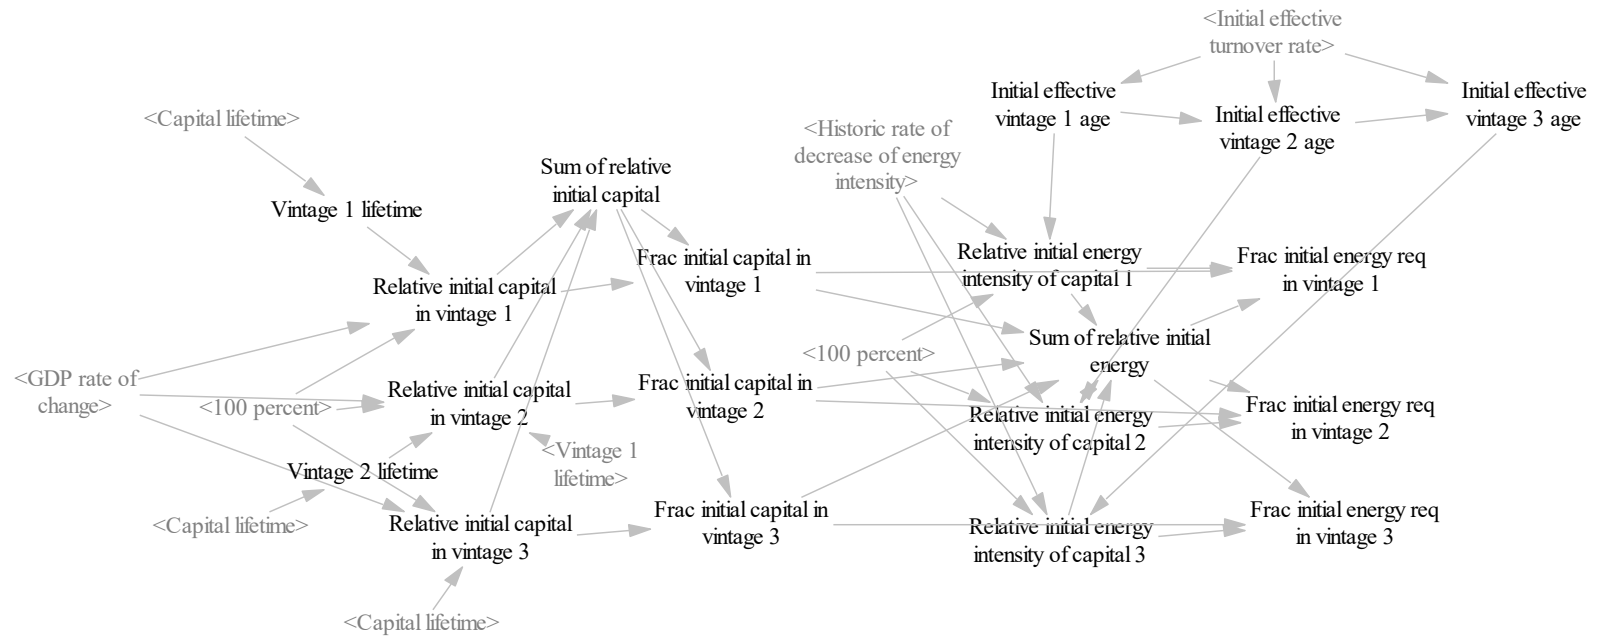 <Initial effective
turnover rate>
Initial effective
vintage 1 age
Initial effective
vintage 2 age
Initial effective
vintage 3 age
<Capital lifetime>
<Historic rate of
decrease of energy
intensity>
Sum of relative
initial capital
Vintage 1 lifetime
Frac initial capital in
vintage 1
Relative initial energy
intensity of capital 1
Frac initial energy req
in vintage 1
Relative initial capital
in vintage 1
Sum of relative initial
energy
<100 percent>
<GDP rate of
change>
<100 percent>
Relative initial capital
in vintage 2
Frac initial capital in
vintage 2
Relative initial energy
intensity of capital 2
Frac initial energy req
in vintage 2
<Vintage 1
lifetime>
Vintage 2 lifetime
<Capital lifetime>
Relative initial capital
in vintage 3
Frac initial capital in
vintage 3
Relative initial energy
intensity of capital 3
Frac initial energy req
in vintage 3
<Capital lifetime>